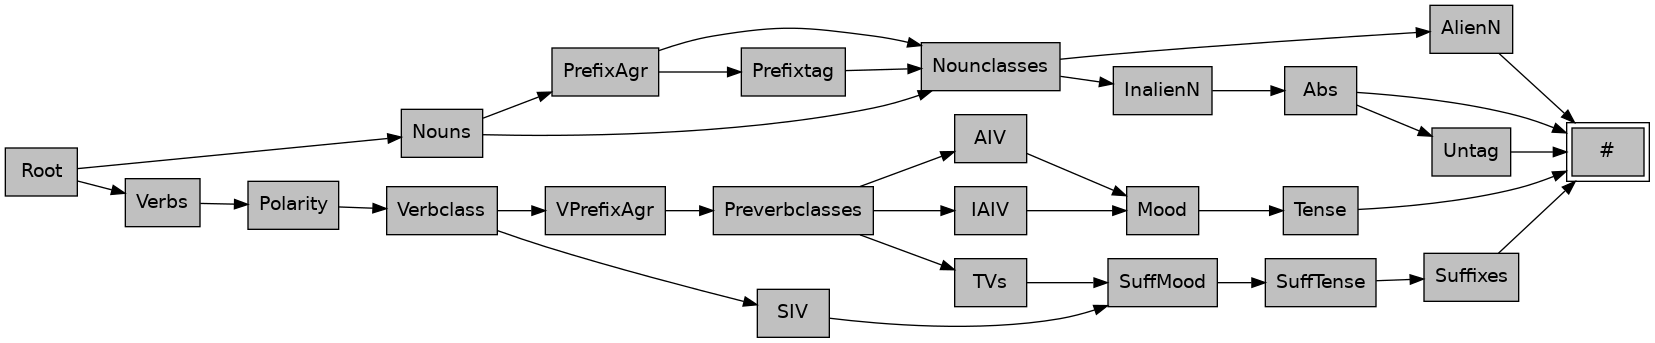 Root
Nouns
Verbs
PrefixAgr
Prefixtag
Nounclasses
AlienN
InalienN
Abs
Untag
#
Polarity
Verbclass
VPrefixAgr
Preverbclasses
AIV
IAIV
TVs
SIV
Mood
Tense
SuffMood
SuffTense
Suffixes